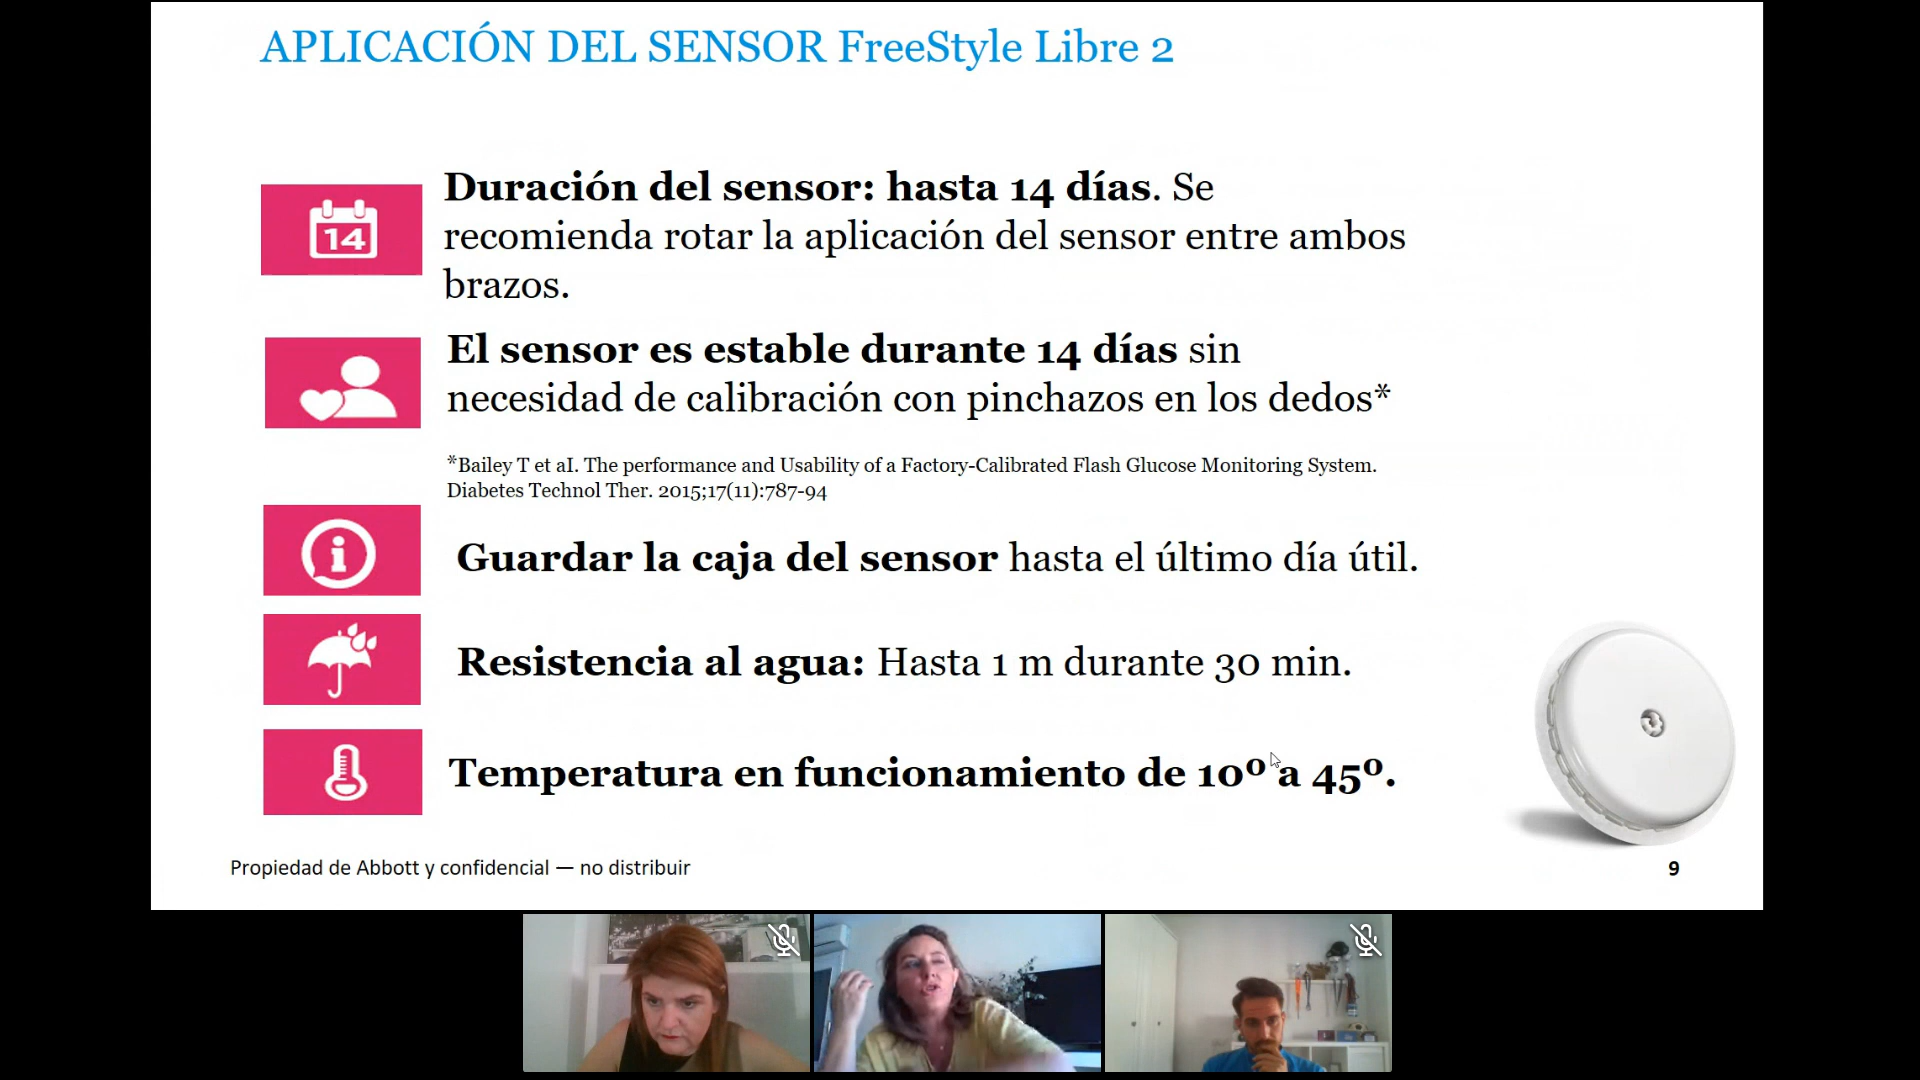 APLICACIÓN DEL SENSOR FreeStyle Libre 2
14
Duración del sensor: hasta 14 días. Se
recomienda rotar la aplicación del sensor entre ambos
brazos.
El sensor es estable durante 14 días sin
necesidad de calibración con pinchazos en los dedos*
*Bailey T et aI. The performance and Usability of a Factory-Calibrated Flash Glucose Monitoring System.
Diabetes Technol Ther. 2015;17(11):787-94
i
Guardar la caja del sensor hasta el último día útil.
Resistencia al agua: Hasta 1 m durante 30 min.
Temperatura en funcionamiento de 10º a 45º.
Propiedad de Abbott y confidencial — no distribuir
9